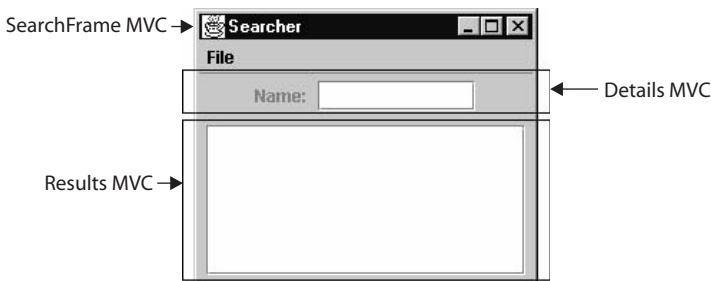 SearchFrame MVC
Searcher
File
Name:
Details MVC
Results MVC